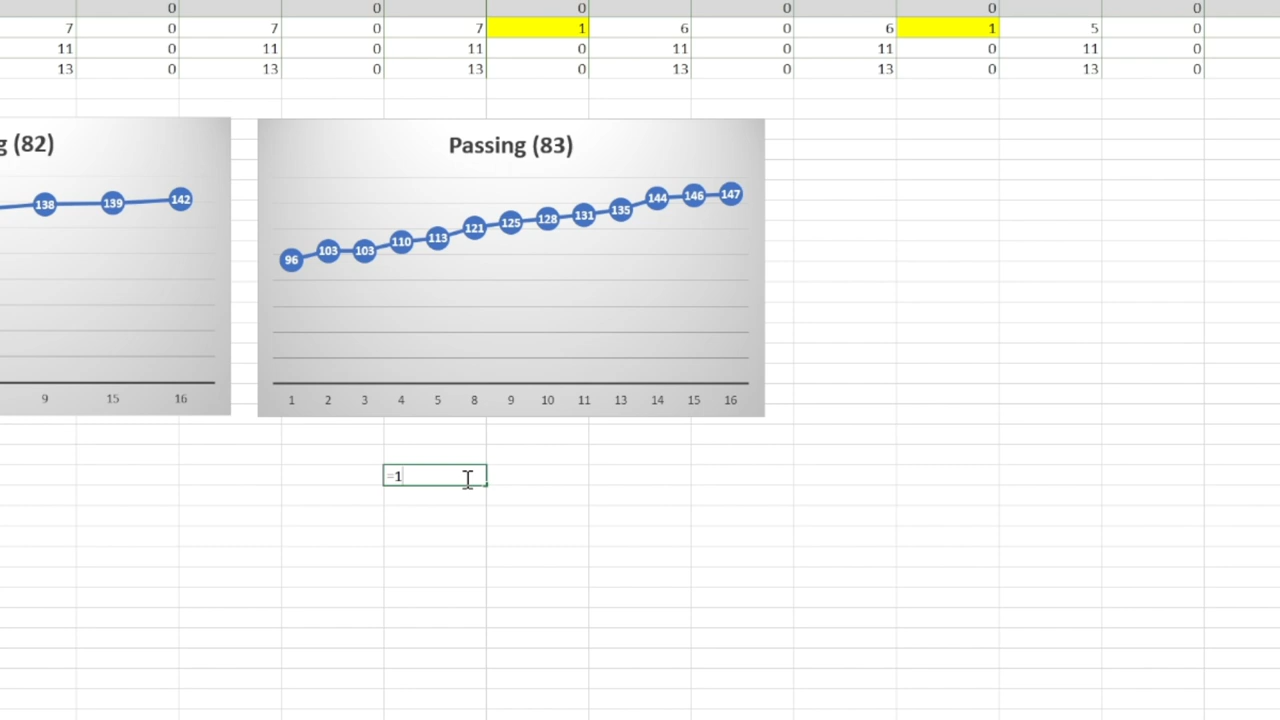 0 0 0 0 0 0
7 0 7 0 7 1 6 0 6 1 5 0
11 0 11 0 11 0 11 0 11 0 11 0
13 0 13 0 13 0 13 0 13 0 13 0
g (82)
138 139 142
9 15 16
Passing (83)
96 103 103 110 113 121 125 128 131 135 144 146 147
1 2 3 4 5 8 9 10 11 13 14 15 16
=1